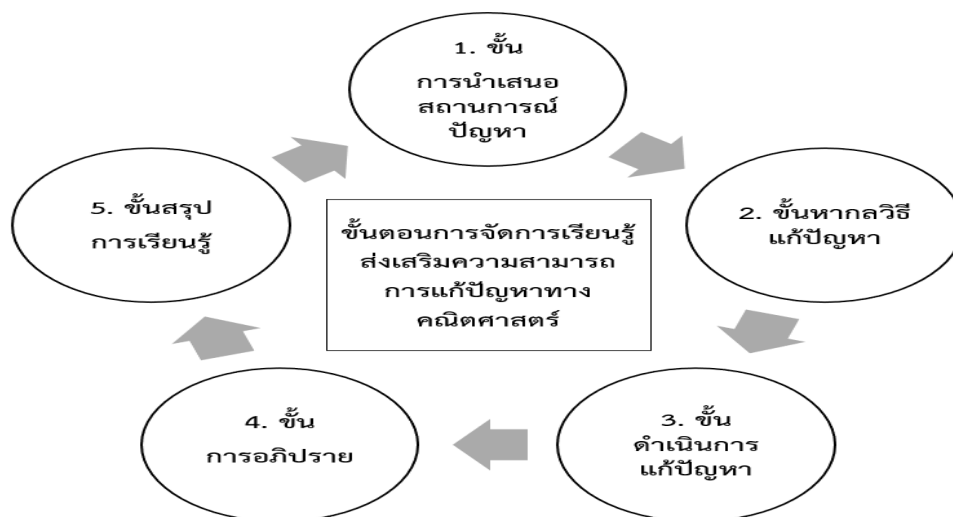 1. ขั้น
การนำเสนอ
สถานการณ์
ปัญหา
2. ขั้นหากลวิธี
แก้ปัญหา
3. ขั้น
ดำเนินการ
แก้ปัญหา
4. ขั้น
การอภิปราย
5. ขั้นสรุป
การเรียนรู้
ขั้นตอนการจัดการเรียนรู้
ส่งเสริมความสามารถ
การแก้ปัญหาทาง
คณิตศาสตร์